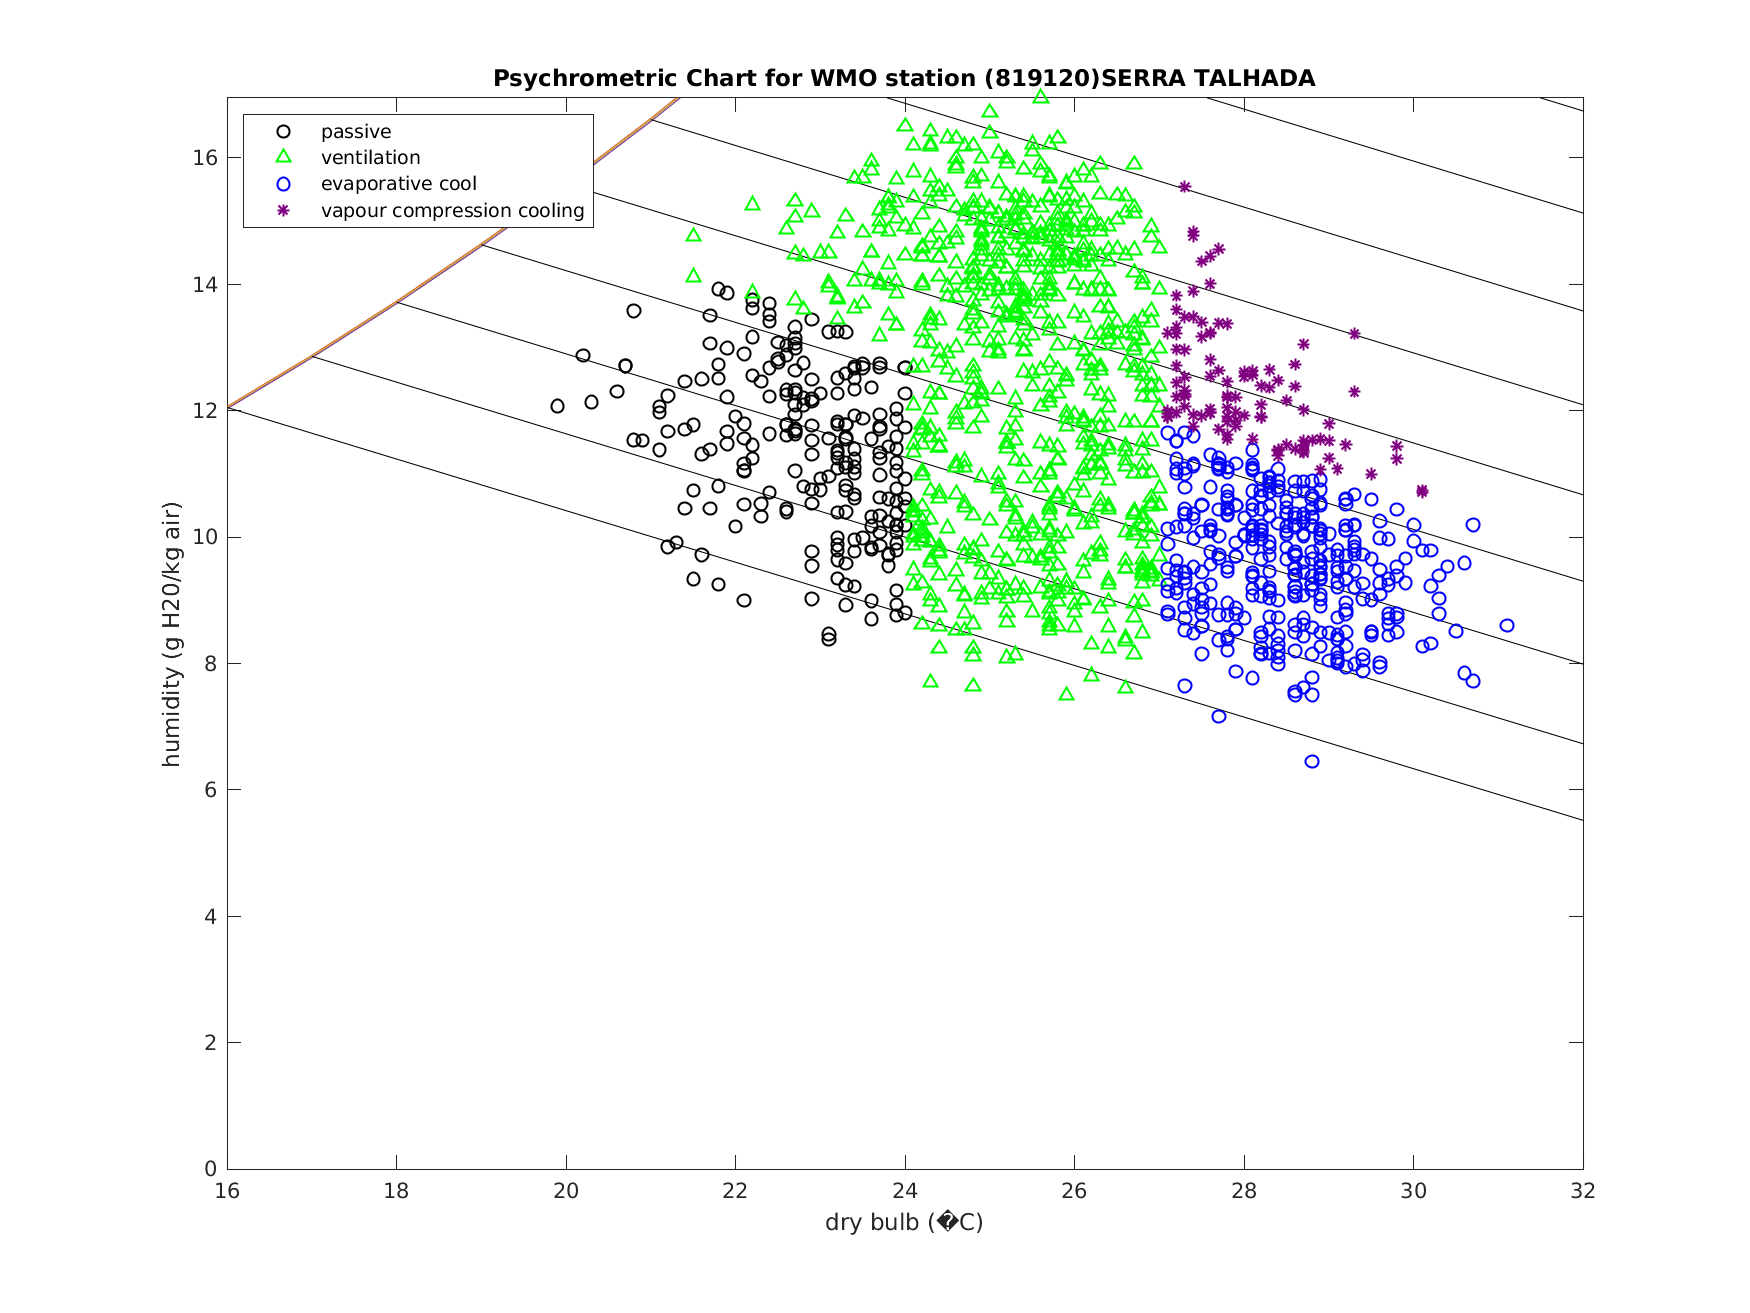 Psychrometric Chart for WMO station (819120)SERRA TALHADA
passive
ventilation
evaporative cool
vapour compression cooling
humidity (g H20/kg air)
16
14
12
10
8
6
4
2
0
16 18 20 22 24 26 28 30 32
dry bulb (�C)